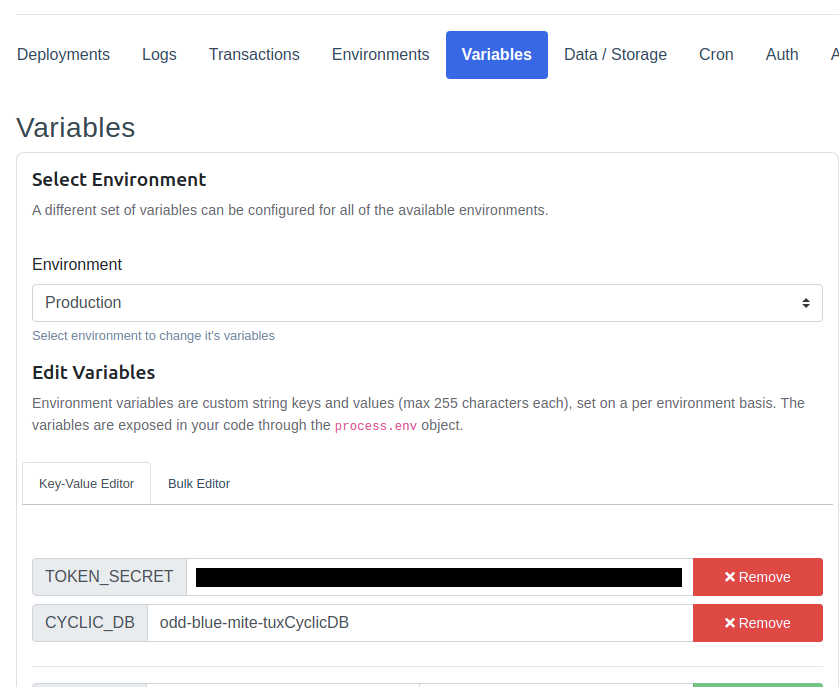 Deployments Logs Transactions Environments Variables Data / Storage Cron Auth
Variables
Select Environment
A different set of variables can be configured for all of the available environments.
Environment
Production
Select environment to change it's variables
Edit Variables
Environment variables are custom string keys and values (max 255 characters each), set on a per environment basis. The
variables are exposed in your code through the process.env object.
Key-Value Editor Bulk Editor
TOKEN_SECRET Remove
CYCLIC_DB odd-blue-mite-tuxCyclicDB Remove